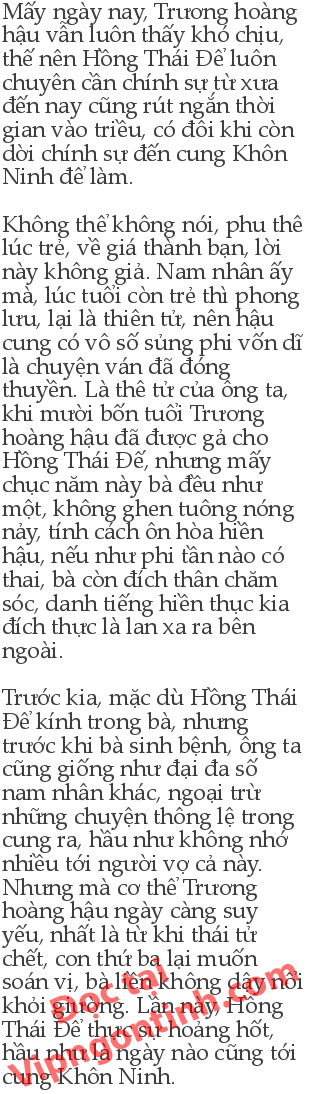 Mấy ngày nay, Trương hoàng
hậu vẫn luôn thấy khó chịu,
thế nên Hồng Thái Đế luôn
chuyên cần chính sự từ xưa
đến nay cũng rút ngắn thời
gian vào triều, có đôi khi còn
dời chính sự đến cung Khôn
Ninh để làm.

Không thể không nói, phu thê
lúc trẻ, về già thành bạn, lời
này không giả. Nam nhân ấy
mà, lúc tuổi còn trẻ thì phong
lưu, lại là thiên tử, nên hậu
cung có vô số sủng phi vốn dĩ
là chuyện ván đã đóng
thuyền. Là thê tử của ông ta,
khi mười bốn tuổi Trương
hoàng hậu đã được gả cho
Hồng Thái Đế, nhưng mấy
chục năm này bà đều như
một, không ghen tuông nóng
nảy, tính cách ôn hòa hiền
hậu, nếu như phi tần nào có
thai, bà còn đích thân chăm
sóc, danh tiếng hiền thục kia
đích thực là lan xa ra bên
ngoài.

Trước kia, mặc dù Hồng Thái
Đế kính trong bà, nhưng
trước khi bà sinh bệnh, ông ta
cũng giống như đại đa số
nam nhân khác, ngoại trừ
những chuyện thông lệ trong
cung ra, hầu như không nhớ
nhiều tới người vợ cả này.
Nhưng mà cơ thể Trương
hoàng hậu ngày càng suy
yếu, nhất là từ khi thái tử
chết, con thứ ba lại muốn
soán vị, bà liền không dậy nổi
khỏi giường. Lần này, Hồng
Thái Đế thực sự hoảng hốt,
hầu như là ngày nào cũng tới
cung Khôn Ninh.
Đọc tại
Vipngontinh.com